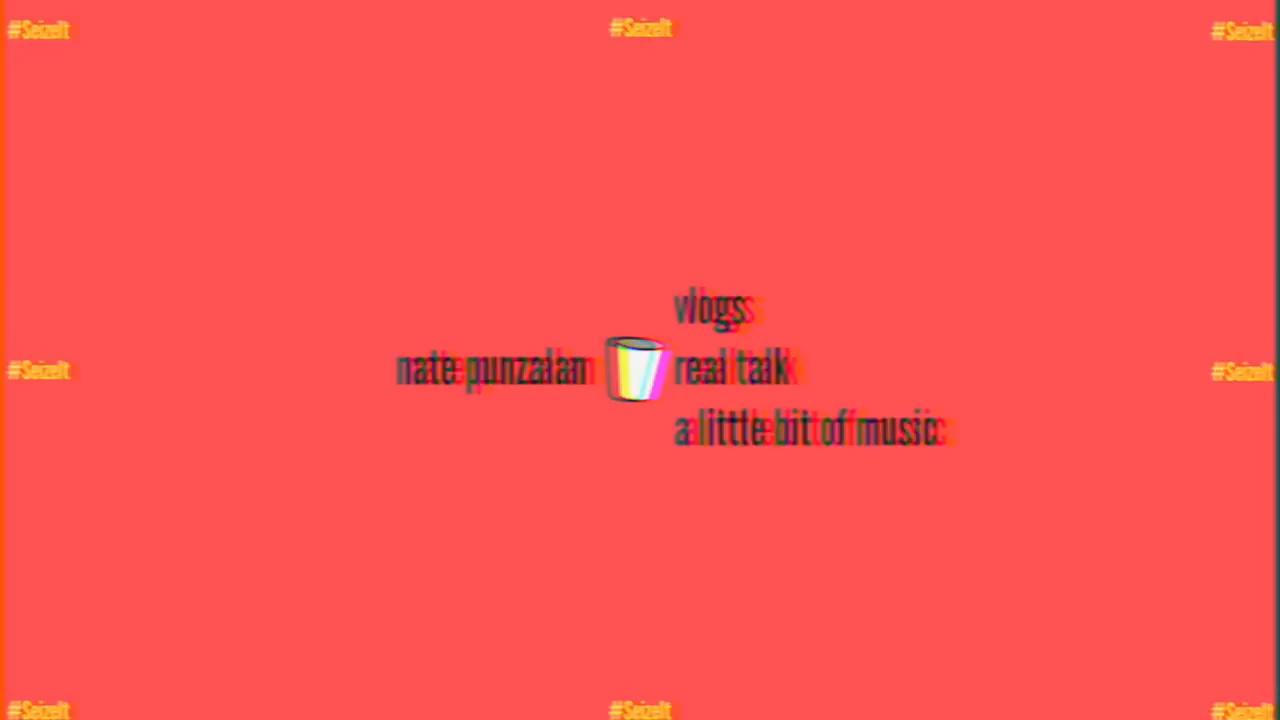 #SeizeIt #SeizeIt #SeizeIt
vlogs
nate punzalan real talk
a little bit of music
#SeizeIt #SeizeIt
#SeizeIt #SeizeIt #SeizeIt